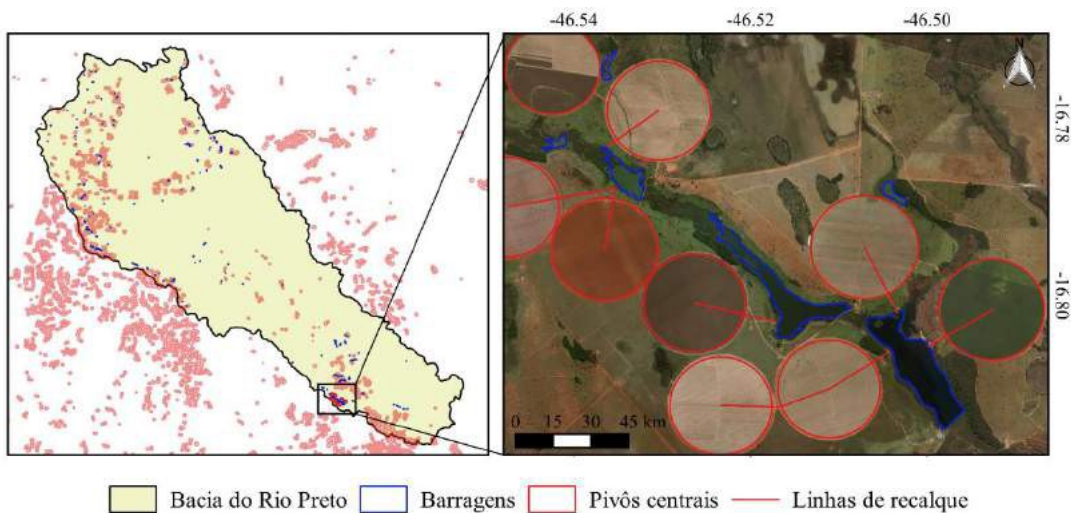 -46.54 -46.52 -46.50
N
-16.78
-16.80
0 15 30 45 km
Bacia do Rio Preto Barragens Pivôs centrais Linhas de recalque